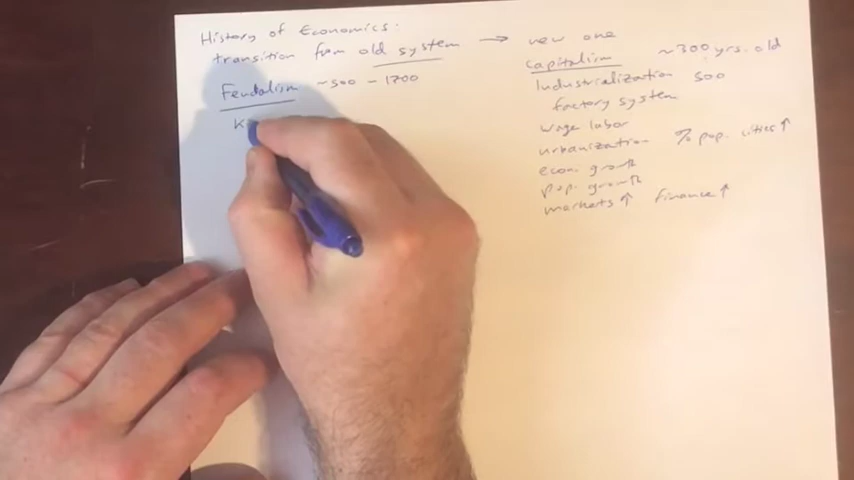 History of Economics:
transition from old system → new one
Feudalism ~500 - 1700
K
Capitalism ~300 yrs. old
Industrialization 500
factory system
wage labor
urbanization % pop. cities ↑
econ. growth
pop. growth
markets ↑ finance ↑